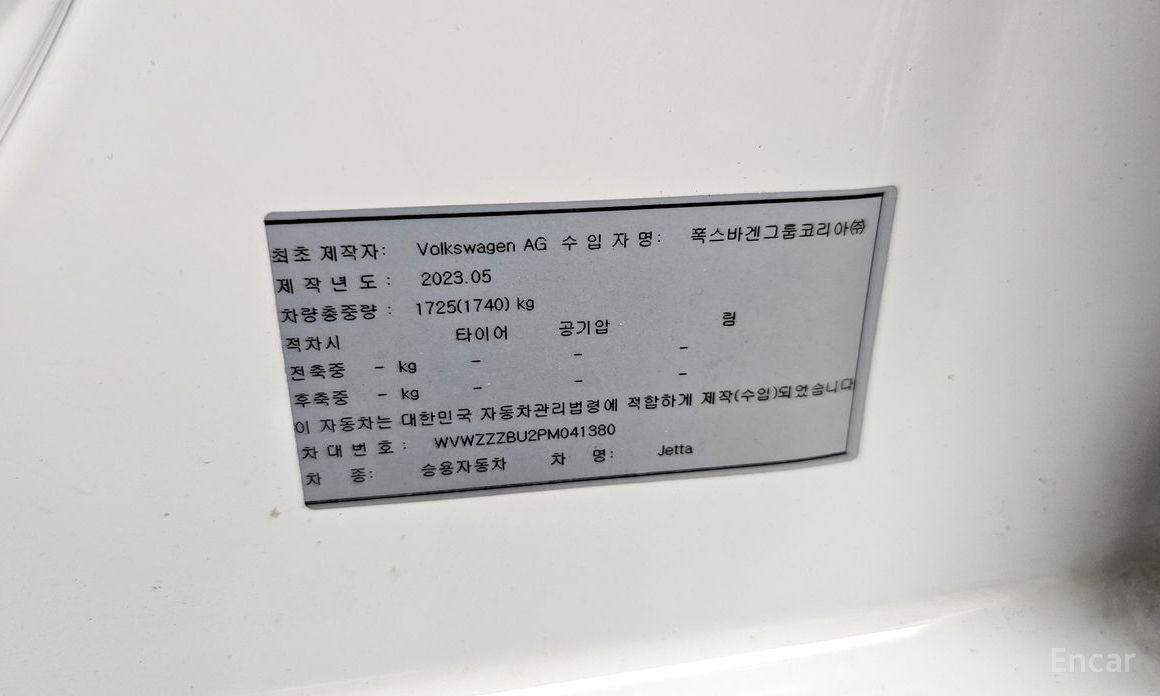 최초 제작자: Volkswagen AG 수 입 자 명: 폭스바겐그룹코리아㈜
제 작 년 도 : 2023.05
차량총중량 : 1725(1740) kg
적차시 타이어 공기압 림
전축중 - kg - - -
후축중 - kg - - -
이 자동차는 대한민국 자동차관리법령에 적합하게 제작(수입)되었습니다
차 대 번 호 : WVWZZZBU2PM041380
차 종: 승용자동차 차 명: Jetta
Encar